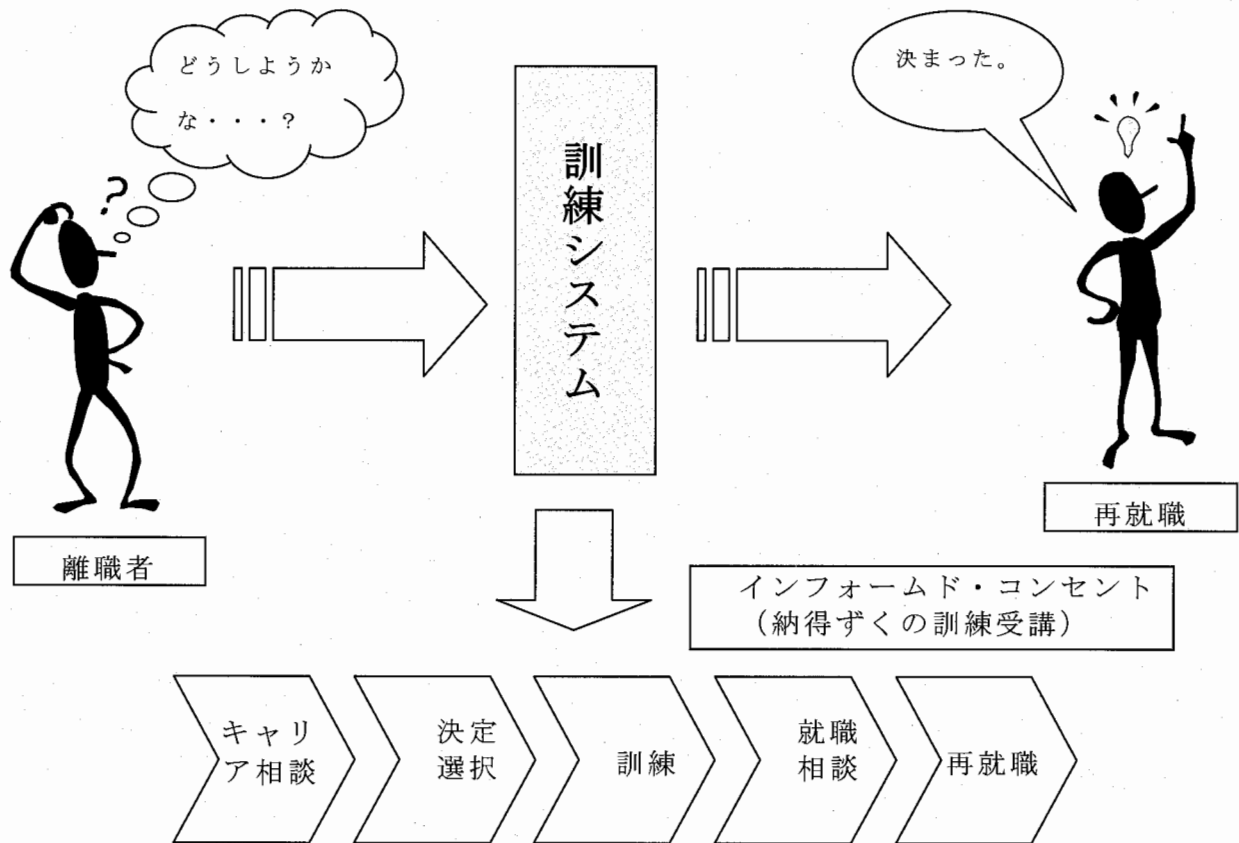 どうしようか
な・・・?
決まった。
訓練システム
離職者
再就職
インフォームド・コンセント
(納得ずくの訓練受講)
キャリ
ア相談
決定
選択
訓練
就職
相談
再就職